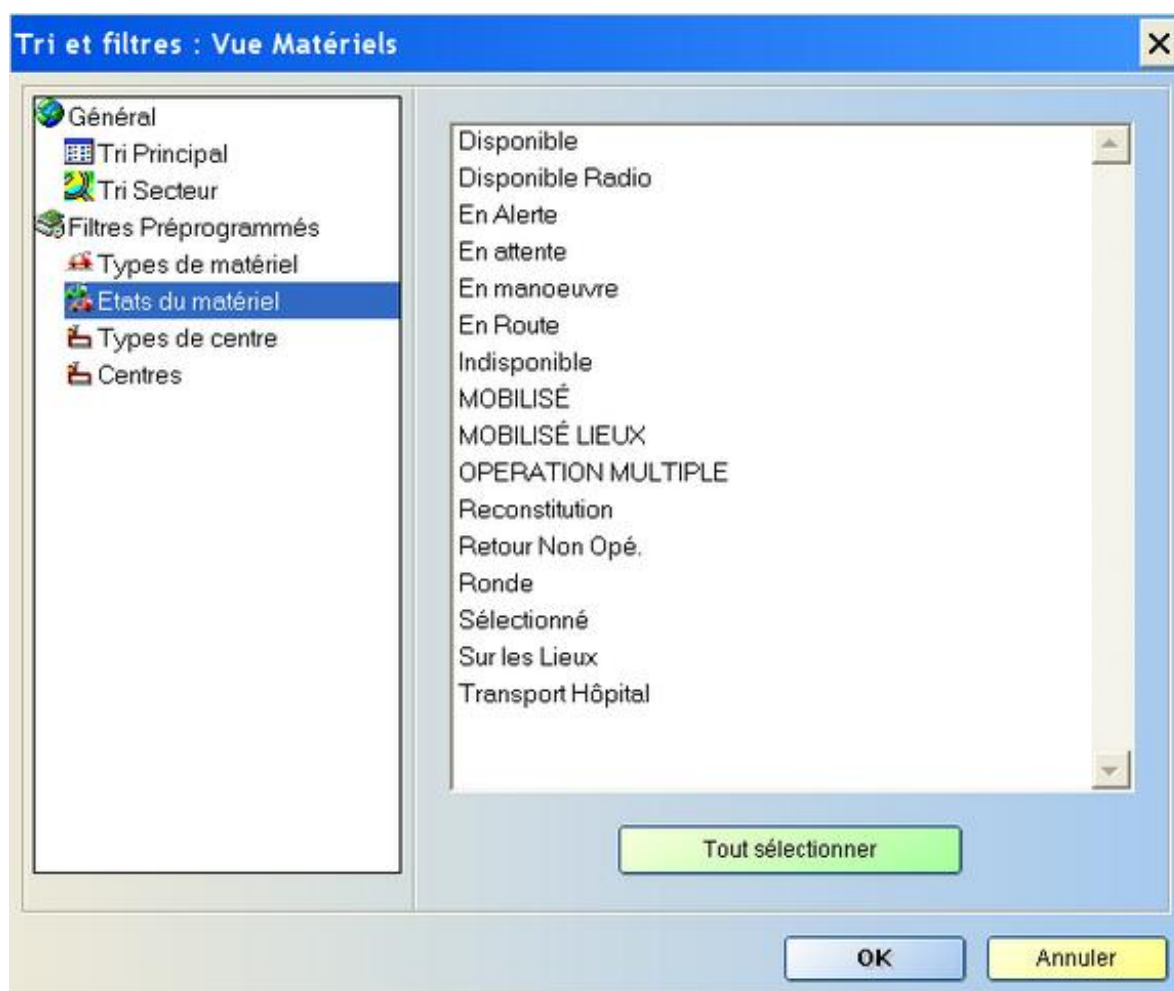 Tri et filtres : Vue Matériels
Général
Tri Principal
Tri Secteur
Filtres Préprogrammés
Types de matériel
Etats du matériel
Types de centre
Centres
Disponible
Disponible Radio
En Alerte
En attente
En manoeuvre
En Route
Indisponible
MOBILISÉ
MOBILISÉ LIEUX
OPERATION MULTIPLE
Reconstitution
Retour Non Opé.
Ronde
Sélectionné
Sur les Lieux
Transport Hôpital
Tout sélectionner
OK
Annuler